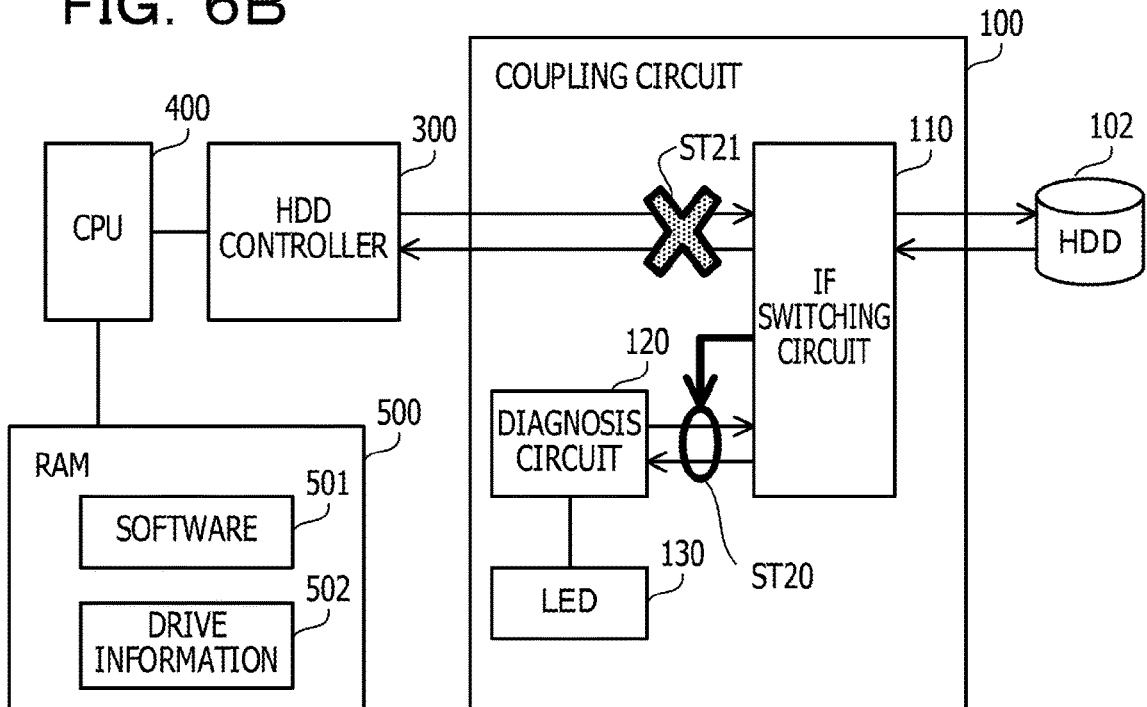 FIG. 6B
100
COUPLING CIRCUIT
400
300
ST21
110
102
CPU
HDD
CONTROLLER
HDD
IF
SWITCHING
CIRCUIT
120
DIAGNOSIS
CIRCUIT
500
RAM
501
SOFTWARE
130
ST20
LED
502
DRIVE
INFORMATION